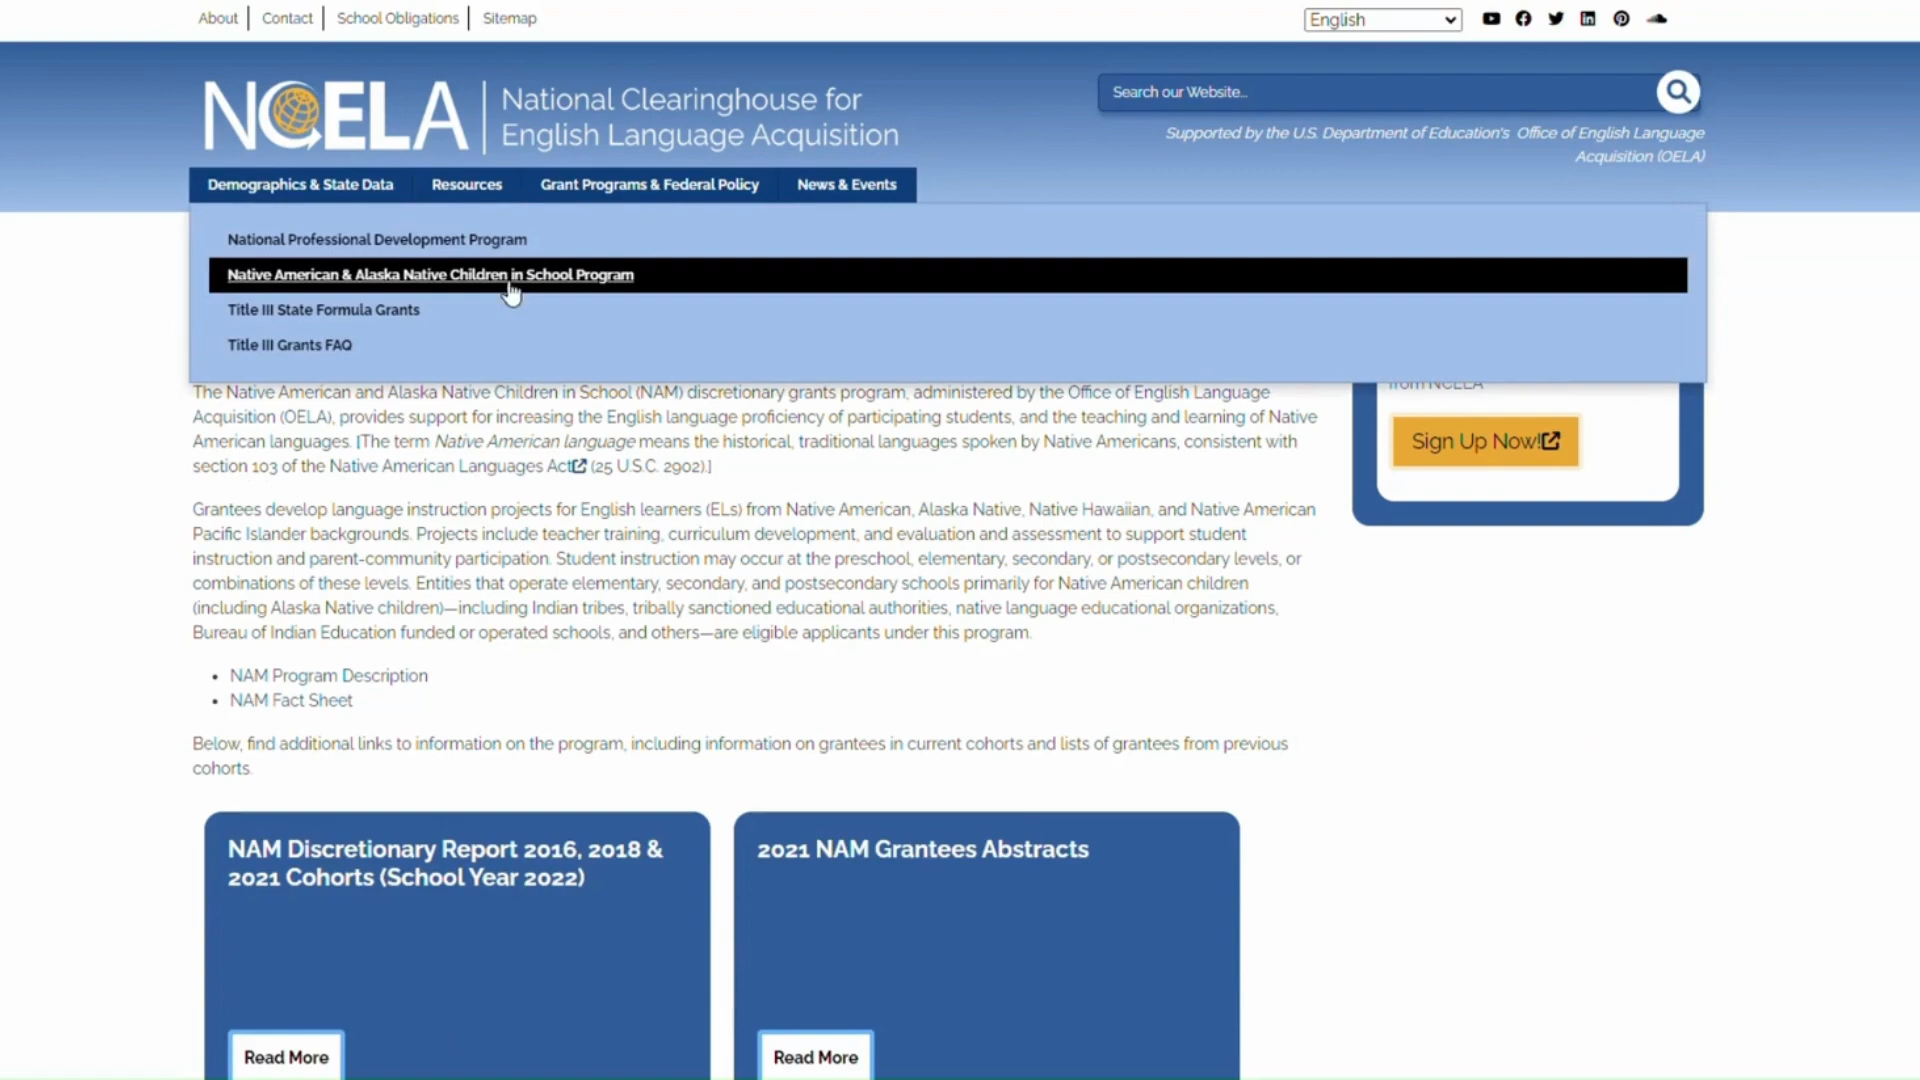 About
Contact
School Obligations
Sitemap
English
NCELA
National Clearinghouse for
English Language Acquisition
Search our Website...
Supported by the U.S. Department of Education's Office of English Language
Acquisition (OELA)
Demographics & State Data
Resources
Grant Programs & Federal Policy
News & Events
National Professional Development Program
Native American & Alaska Native Children in School Program
Title III State Formula Grants
Title III Grants FAQ
The Native American and Alaska Native Children in School (NAM) discretionary grants program, administered by the Office of English Language
Acquisition (OELA), provides support for increasing the English language proficiency of participating students, and the teaching and learning of Native
American languages. [The term Native American language means the historical, traditional languages spoken by Native Americans, consistent with
section 103 of the Native American Languages Act (25 U.S.C. 2902).]
Grantees develop language instruction projects for English learners (ELs) from Native American, Alaska Native, Native Hawaiian, and Native American
Pacific Islander backgrounds. Projects include teacher training, curriculum development, and evaluation and assessment to support student
instruction and parent-community participation. Student instruction may occur at the preschool, elementary, secondary, or postsecondary levels, or
combinations of these levels. Entities that operate elementary, secondary, and postsecondary schools primarily for Native American children
(including Alaska Native children)—including Indian tribes, tribally sanctioned educational authorities, native language educational organizations,
Bureau of Indian Education funded or operated schools, and others—are eligible applicants under this program.
• NAM Program Description
• NAM Fact Sheet
Below, find additional links to information on the program, including information on grantees in current cohorts and lists of grantees from previous
cohorts.
from NCELA
Sign Up Now!
NAM Discretionary Report 2016, 2018 &
2021 Cohorts (School Year 2022)
Read More
2021 NAM Grantees Abstracts
Read More